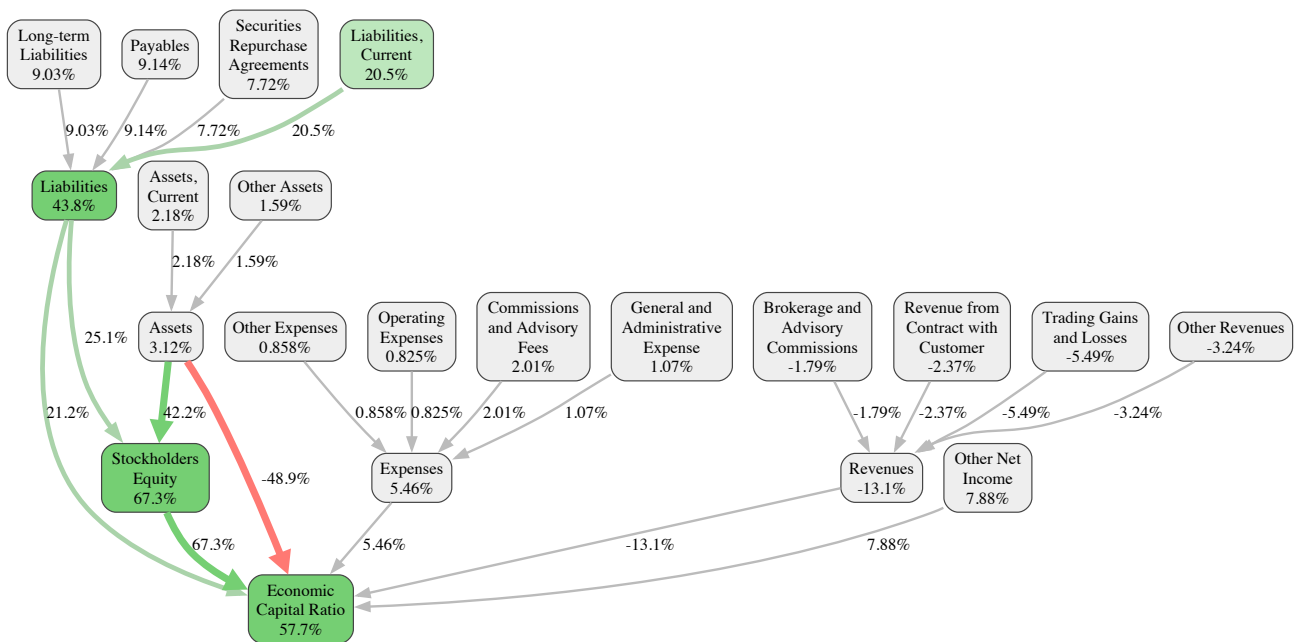 Long-term
Liabilities
9.03%
Payables
9.14%
Securities
Repurchase
Agreements
7.72%
Liabilities,
Current
20.5%
9.03%
9.14%
7.72%
20.5%
Liabilities
43.8%
Assets,
Current
2.18%
Other Assets
1.59%
2.18%
1.59%
Assets
3.12%
Other Expenses
0.858%
Operating
Expenses
0.825%
Commissions
and Advisory
Fees
2.01%
General and
Administrative
Expense
1.07%
Brokerage and
Advisory
Commissions
-1.79%
Revenue from
Contract with
Customer
-2.37%
Trading Gains
and Losses
-5.49%
Other Revenues
-3.24%
25.1%
21.2%
42.2%
0.858%
0.825%
2.01%
1.07%
-1.79%
-2.37%
-5.49%
-3.24%
Stockholders
Equity
67.3%
-48.9%
Expenses
5.46%
Revenues
-13.1%
Other Net
Income
7.88%
67.3%
5.46%
-13.1%
7.88%
Economic
Capital Ratio
57.7%